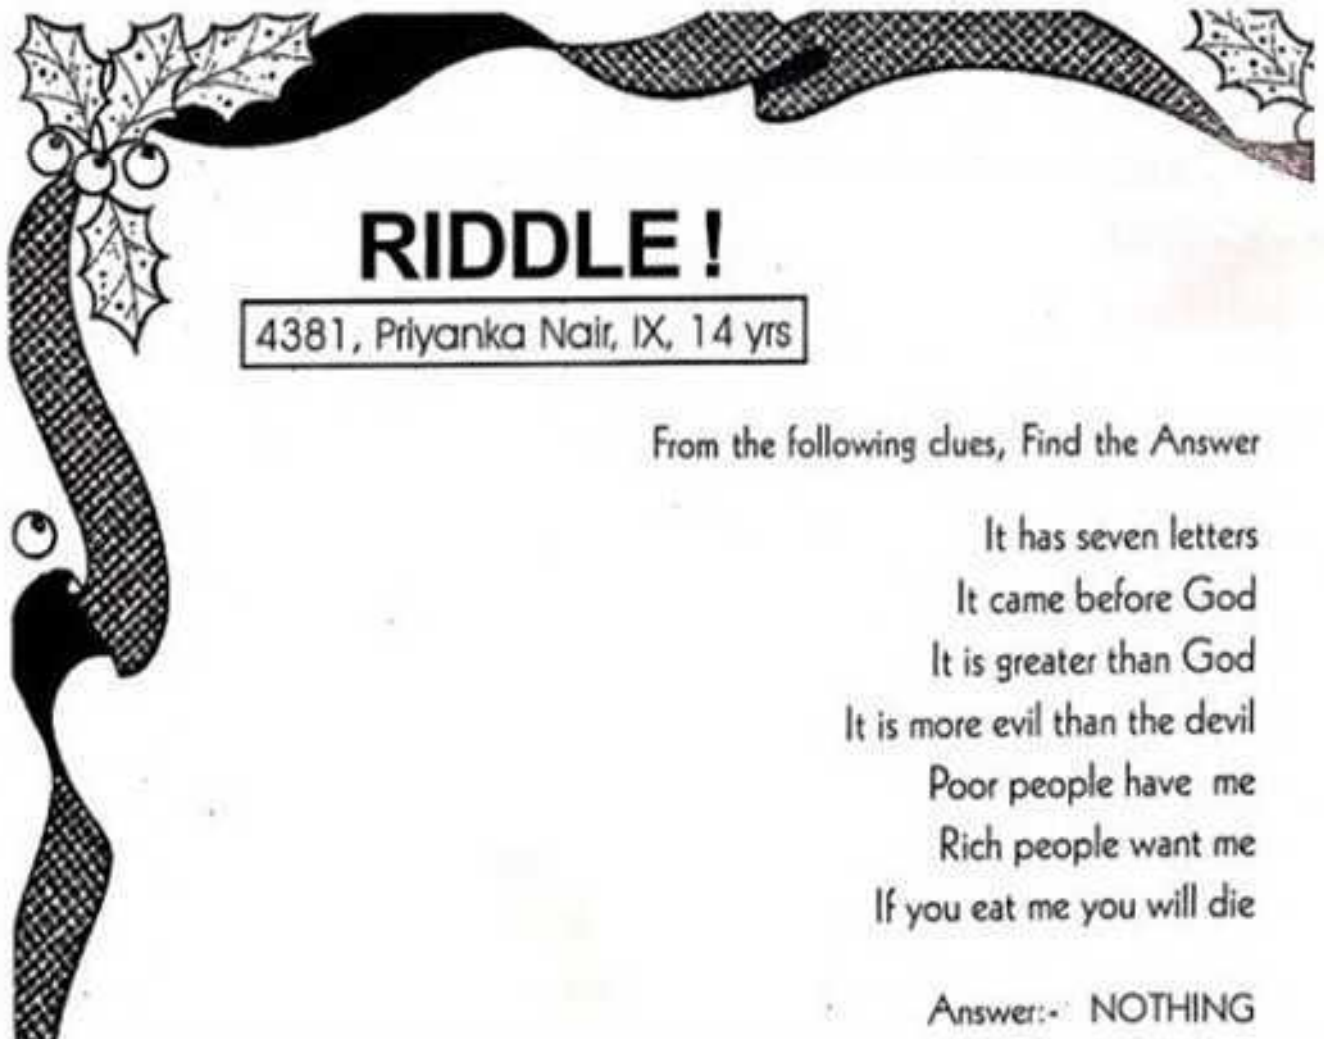 RIDDLE !
4381, Priyanka Nair, IX, 14 yrs
From the following clues, Find the Answer
It has seven letters
It came before God
It is greater than God
It is more evil than the devil
Poor people have me
Rich people want me
If you eat me you will die
Answer:- NOTHING